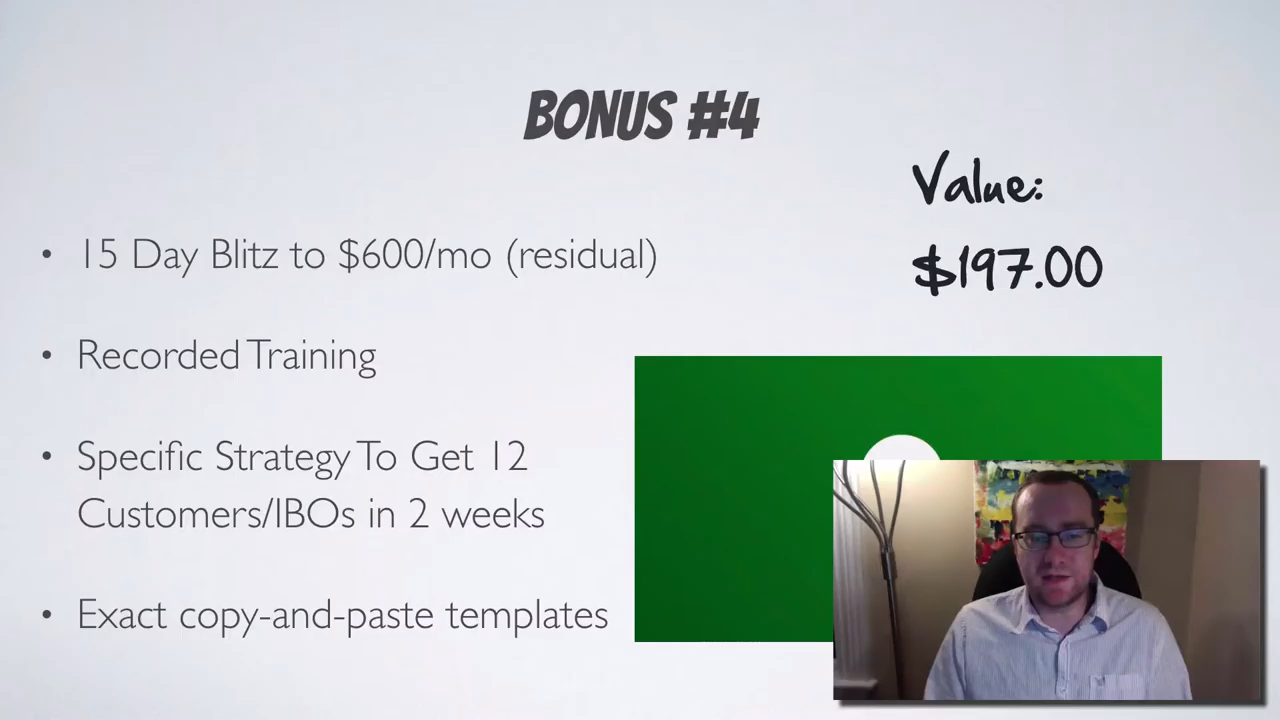 BONUS #4
Value:
$197.00
• 15 Day Blitz to $600/mo (residual)
• Recorded Training
• Specific Strategy To Get 12
Customers/IBOs in 2 weeks
• Exact copy-and-paste templates